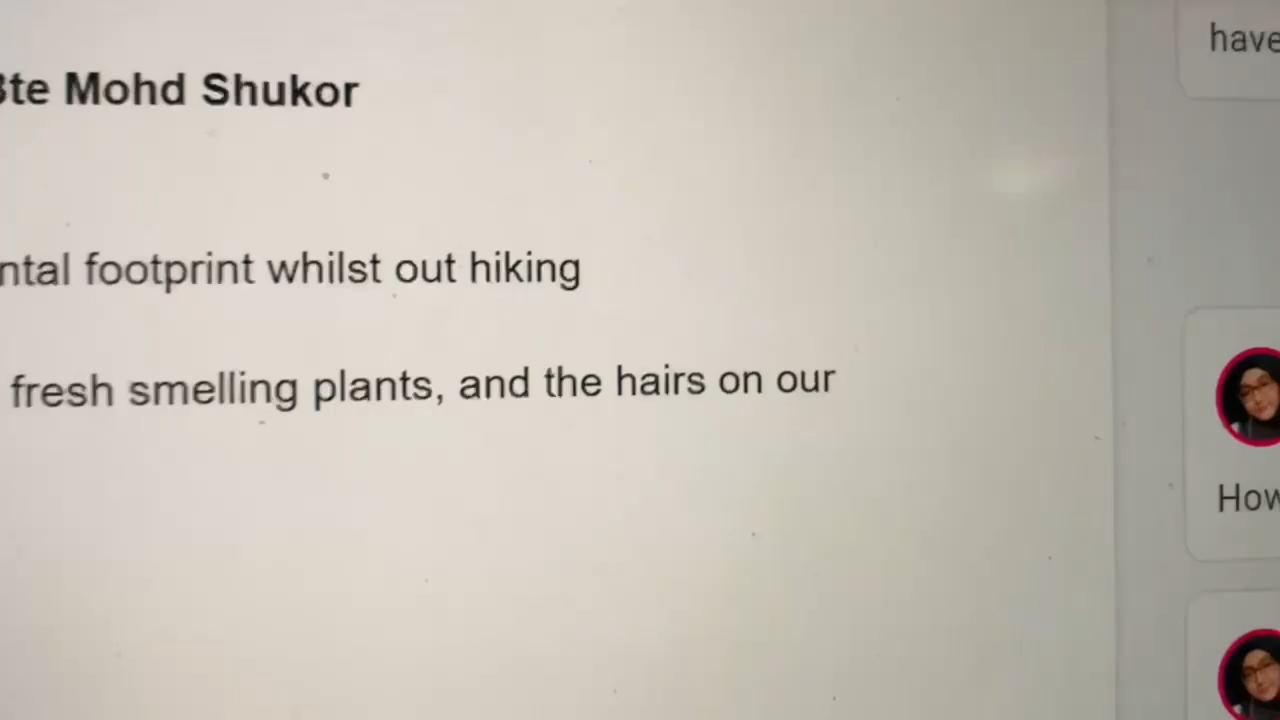 Bte Mohd Shukor
ntal footprint whilst out hiking
fresh smelling plants, and the hairs on our
have
How